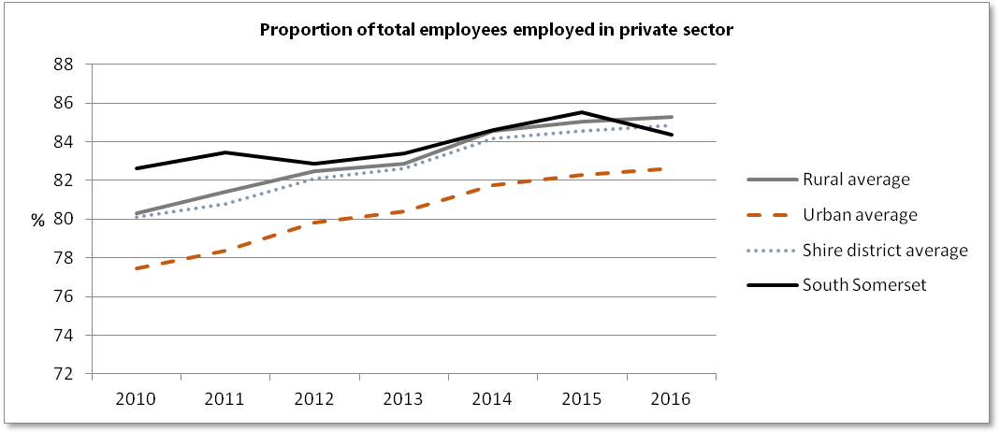 Proportion of total employees employed in private sector
88
86
84
82
80
78
76
74
72
%
2010 2011 2012 2013 2014 2015 2016
Rural average
Urban average
Shire district average
South Somerset